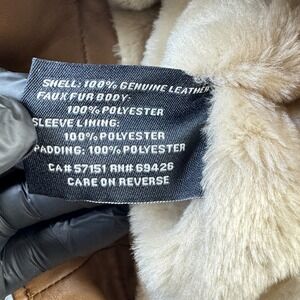 SHELL: 100% GENUINE LEATHER
FAUX FUR BODY:
100% POLYESTER
SLEEVE LINING:
100% POLYESTER
PADDING: 100% POLYESTER
CA# 57151 RN# 69426
CARE ON REVERSE